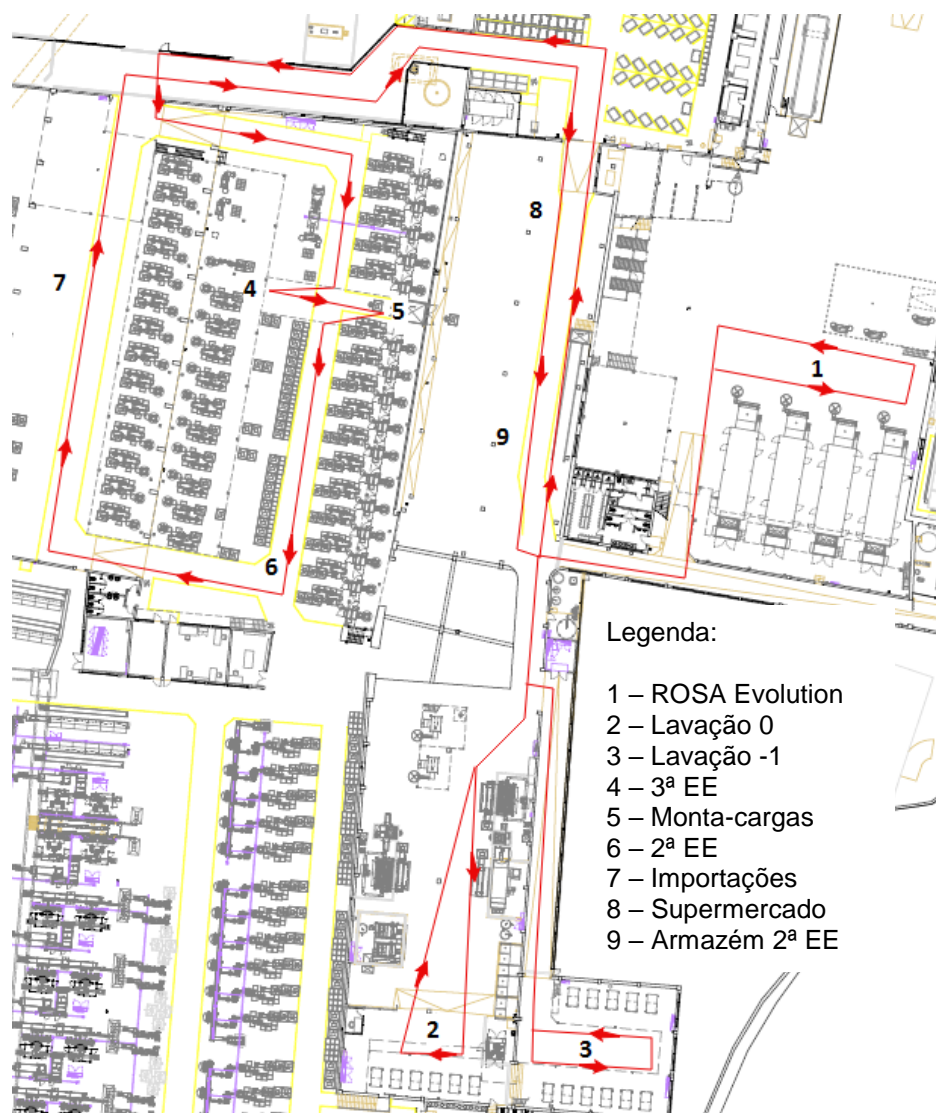 8
7
4
5
1
9
6
Legenda:
1 – ROSA Evolution
2 – Lavação 0
3 – Lavação -1
4 – 3ª EE
5 – Monta-cargas
6 – 2ª EE
7 – Importações
8 – Supermercado
9 – Armazém 2ª EE
2
3